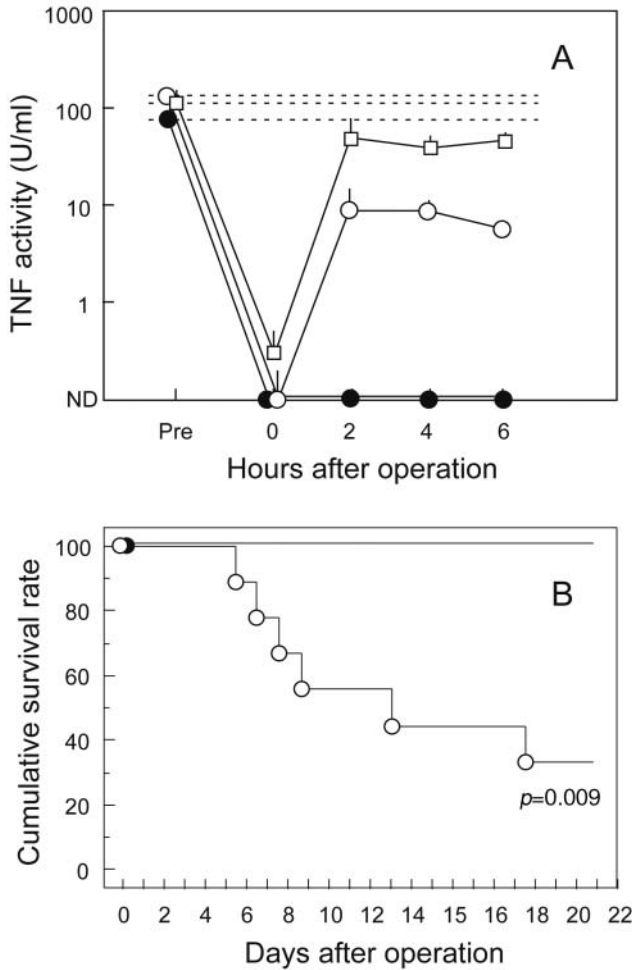 1000
A
100
TNF activity (U/ml)
10
1
ND
Pre
0
2
4
6
Hours after operation
100
B
80
Cumulative survival rate
60
40
p=0.009
20
0
0 2 4 6 8 10 11 13 14 16 18 20 22
Days after operation